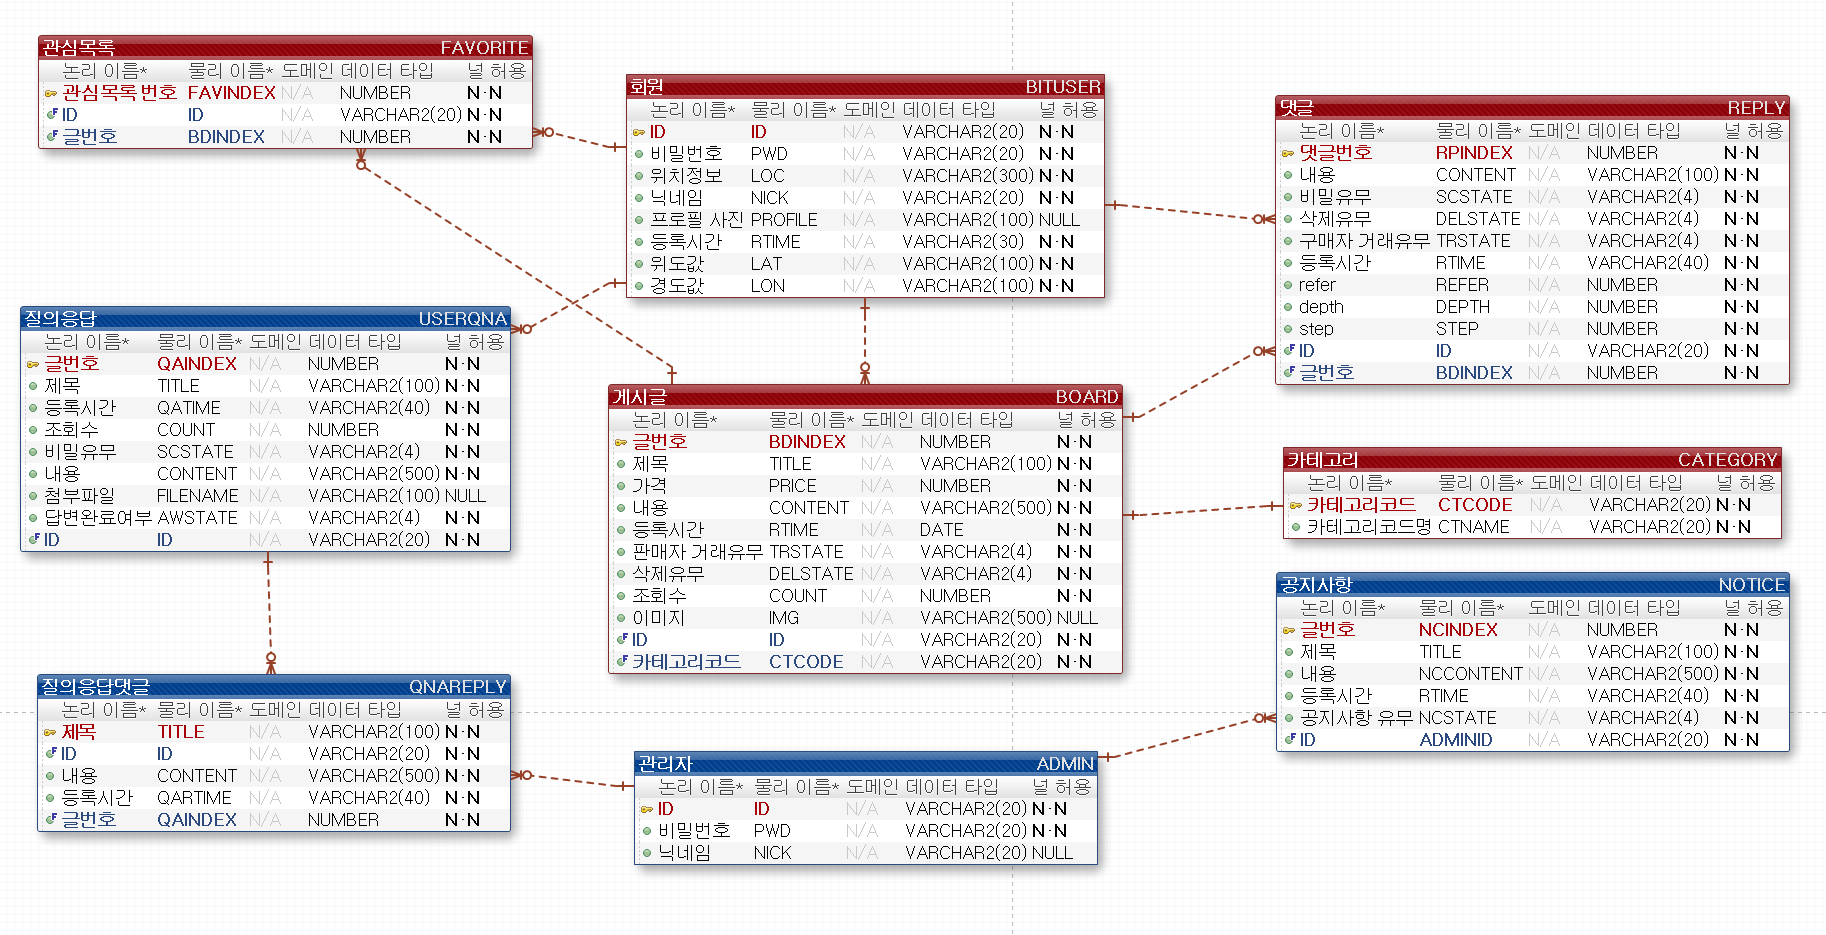 관심목록 FAVORITE
논리 이름* 물리 이름* 도메인 데이터 타입 널 허용
관심목록 번호 FAVINDEX N/A NUMBER N·N
ID ID N/A VARCHAR2(20) N·N
글번호 BDINDEX N/A NUMBER N·N
회원 BITUSER
논리 이름* 물리 이름* 도메인 데이터 타입 널 허용
ID ID N/A VARCHAR2(20) N·N
비밀번호 PWD N/A VARCHAR2(20) N·N
위치정보 LOC N/A VARCHAR2(300) N·N
닉네임 NICK N/A VARCHAR2(20) N·N
프로필 사진 PROFILE N/A VARCHAR2(100) NULL
등록시간 RTIME N/A VARCHAR2(30) N·N
위도값 LAT N/A VARCHAR2(100) N·N
경도값 LON N/A VARCHAR2(100) N·N
댓글 REPLY
논리 이름* 물리 이름* 도메인 데이터 타입 널 허용
댓글번호 RPINDEX N/A NUMBER N·N
내용 CONTENT N/A VARCHAR2(100) N·N
비밀유무 SCSTATE N/A VARCHAR2(4) N·N
삭제유무 DELSTATE N/A VARCHAR2(4) N·N
구매자 거래유무 TRSTATE N/A VARCHAR2(4) N·N
등록시간 RTIME N/A VARCHAR2(40) N·N
refer REFER N/A NUMBER N·N
depth DEPTH N/A NUMBER N·N
step STEP N/A NUMBER N·N
ID ID N/A VARCHAR2(20) N·N
글번호 BDINDEX N/A NUMBER N·N
질의응답 USERQNA
논리 이름* 물리 이름* 도메인 데이터 타입 널 허용
글번호 QAINDEX N/A NUMBER N·N
제목 TITLE N/A VARCHAR2(100) N·N
등록시간 QATIME N/A VARCHAR2(40) N·N
조회수 COUNT N/A NUMBER N·N
비밀유무 SCSTATE N/A VARCHAR2(4) N·N
내용 CONTENT N/A VARCHAR2(500) N·N
첨부파일 FILENAME N/A VARCHAR2(100) NULL
답변완료여부 AWSTATE N/A VARCHAR2(4) N·N
ID ID N/A VARCHAR2(20) N·N
게시글 BOARD
논리 이름* 물리 이름* 도메인 데이터 타입 널 허용
글번호 BDINDEX N/A NUMBER N·N
제목 TITLE N/A VARCHAR2(100) N·N
가격 PRICE N/A NUMBER N·N
내용 CONTENT N/A VARCHAR2(500) N·N
등록시간 RTIME N/A DATE N·N
판매자 거래유무 TRSTATE N/A VARCHAR2(4) N·N
삭제유무 DELSTATE N/A VARCHAR2(4) N·N
조회수 COUNT N/A NUMBER N·N
이미지 IMG N/A VARCHAR2(500) NULL
ID ID N/A VARCHAR2(20) N·N
카테고리코드 CTCODE N/A VARCHAR2(20) N·N
카테고리 CATEGORY
논리 이름* 물리 이름* 도메인 데이터 타입 널 허용
카테고리코드 CTCODE N/A VARCHAR2(20) N·N
카테고리코드명 CTNAME N/A VARCHAR2(20) N·N
공지사항 NOTICE
논리 이름* 물리 이름* 도메인 데이터 타입 널 허용
글번호 NCINDEX N/A NUMBER N·N
제목 TITLE N/A VARCHAR2(100) N·N
내용 NCCONTENT N/A VARCHAR2(500) N·N
등록시간 RTIME N/A VARCHAR2(40) N·N
공지사항 유무 NCSTATE N/A VARCHAR2(4) N·N
ID ADMINID N/A VARCHAR2(20) N·N
질의응답댓글 QNAREPLY
논리 이름* 물리 이름* 도메인 데이터 타입 널 허용
제목 TITLE N/A VARCHAR2(100) N·N
ID ID N/A VARCHAR2(20) N·N
내용 CONTENT N/A VARCHAR2(500) N·N
등록시간 QARTIME N/A VARCHAR2(40) N·N
글번호 QAINDEX N/A NUMBER N·N
관리자 ADMIN
논리 이름* 물리 이름* 도메인 데이터 타입 널 허용
ID ID N/A VARCHAR2(20) N·N
비밀번호 PWD N/A VARCHAR2(20) N·N
닉네임 NICK N/A VARCHAR2(20) NULL